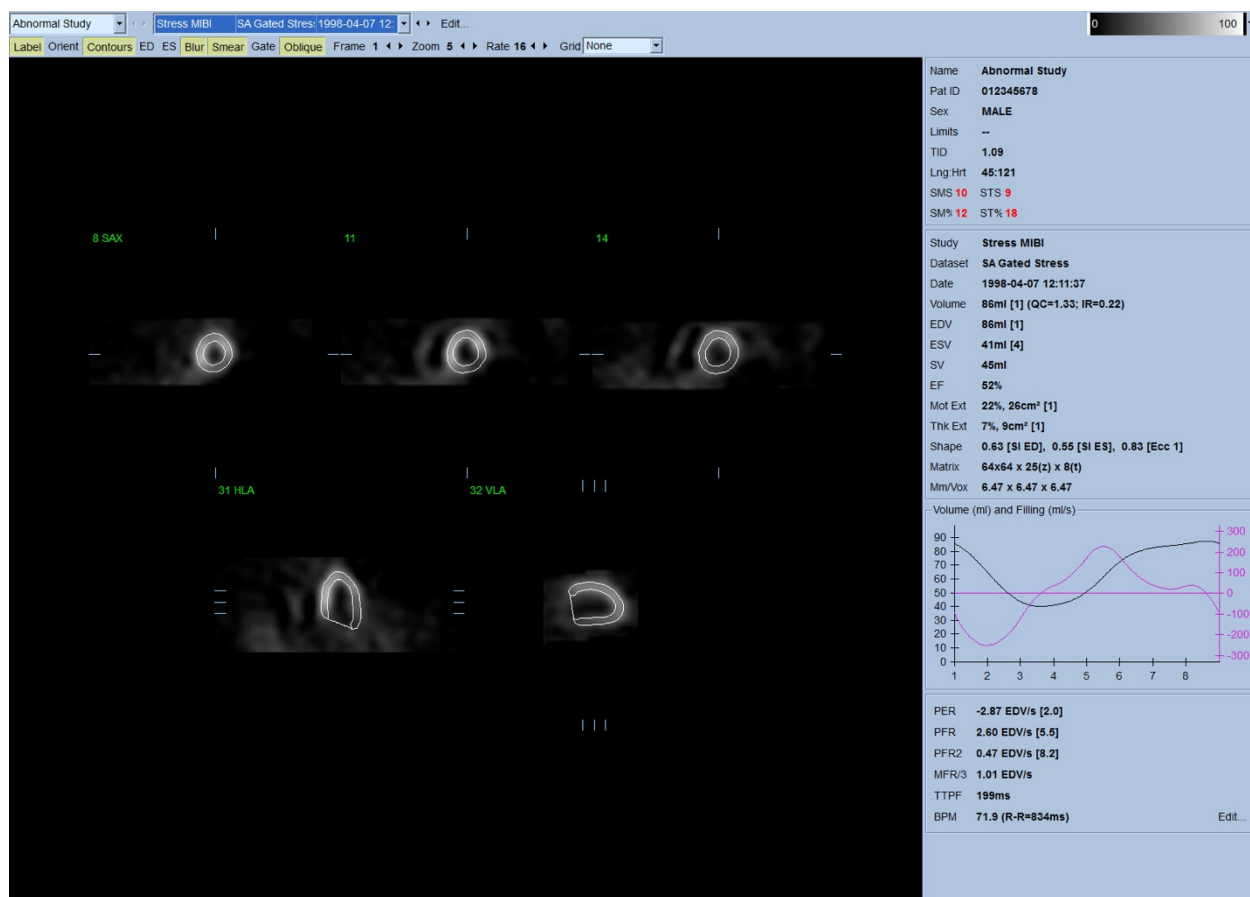 Abnormal Study Stress MIBI SA Gated Stres: 1998-04-07 12: Edit...
0 100
Label Orient Contours ED ES Blur Smear Gate Oblique Frame 1 Zoom 5 Rate 16 Grid None
Name Abnormal Study
Pat ID 012345678
Sex MALE
Limits --
TID 1.09
Lng:Hrt 45:121
SMS 10 STS 9
SM% 12 ST% 18
8 SAX 11 14
31 HLA 32 VLA
Study Stress MIBI
Dataset SA Gated Stress
Date 1998-04-07 12:11:37
Volume 86ml [1] (QC=1.33; IR=0.22)
EDV 86ml [1]
ESV 41ml [4]
SV 45ml
EF 52%
Mot Ext 22%, 26cm² [1]
Thk Ext 7%, 9cm² [1]
Shape 0.63 [SI ED], 0.55 [SI ES], 0.83 [Ecc 1]
Matrix 64x64 x 25(z) x 8(t)
Mm/Vox 6.47 x 6.47 x 6.47
Volume (ml) and Filling (ml/s)
90
80
70
60
50
40
30
20
10
0
300
200
100
0
-100
-200
-300
1 2 3 4 5 6 7 8
PER -2.87 EDV/s [2.0]
PFR 2.60 EDV/s [5.5]
PFR2 0.47 EDV/s [8.2]
MFR/3 1.01 EDV/s
TTPF 199ms
BPM 71.9 (R-R=834ms) Edit...